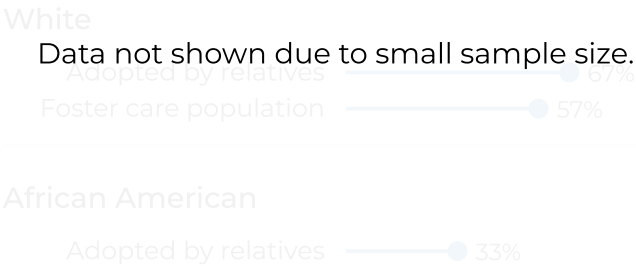 White
Data not shown due to small sample size.
Adopted by relatives 67%
Foster care population 57%
African American
Adopted by relatives 33%